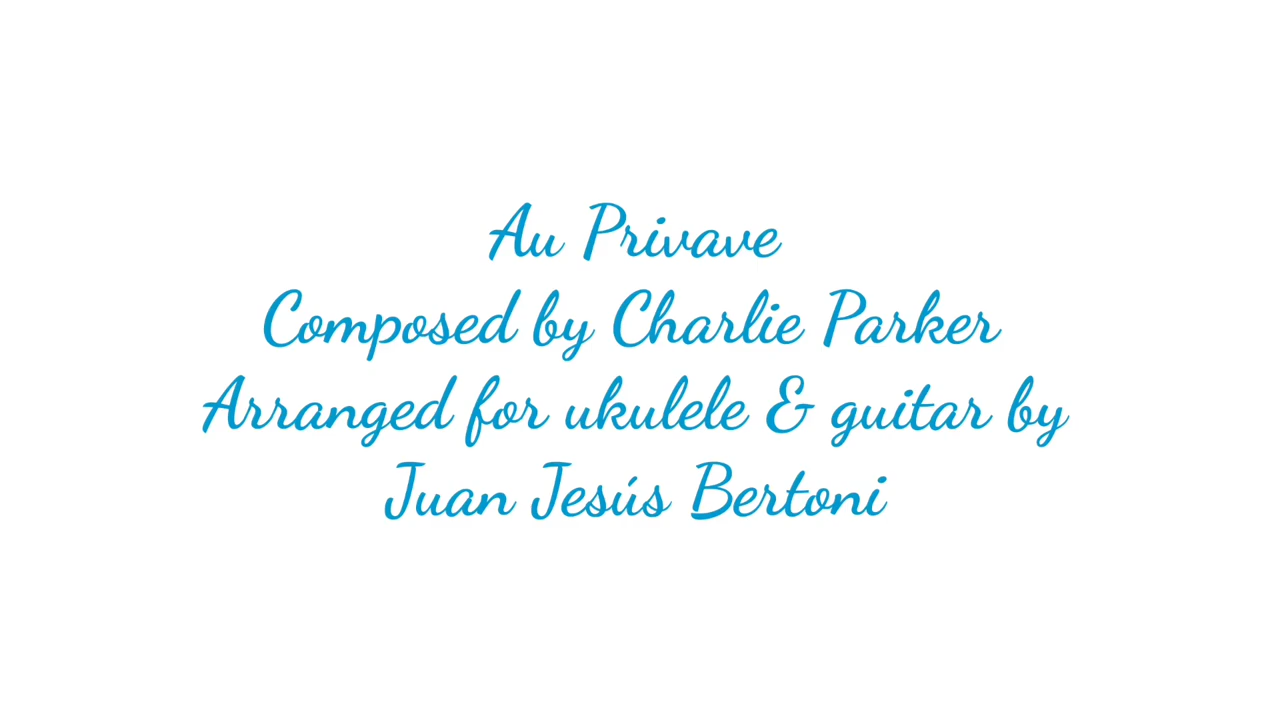 Au Privave
Composed by Charlie Parker
Arranged for ukulele & guitar by
Juan Jesús Bertoni